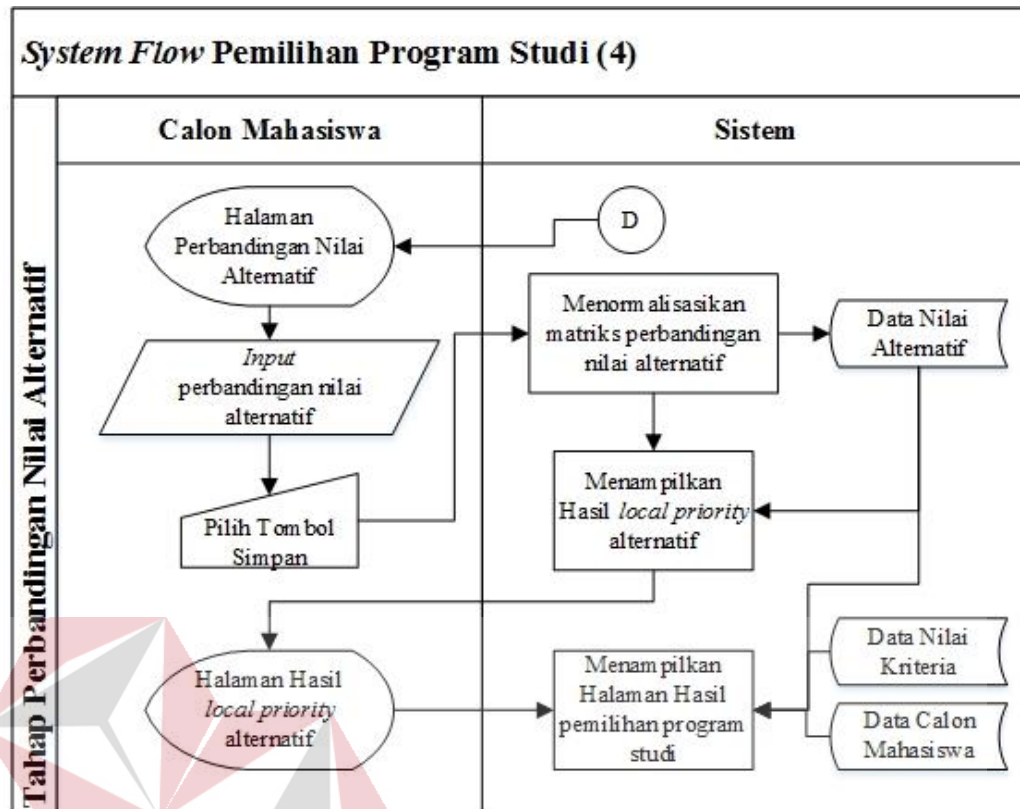 System Flow Pemilihan Program Studi (4)
Calon Mahasiswa
Sistem
Tahap Perbandingan Nilai Alternatif
Halaman
Perbandingan Nilai
Alternatif
D
Input
perbandingan nilai
alternatif
Menormalisasikan
matriks perbandingan
nilai alternatif
Data Nilai
Alternatif
Pilih Tombol
Simpan
Menampilkan
Hasil local priority
alternatif
Halaman Hasil
local priority
alternatif
Menampilkan
Halaman Hasil
pemilihan program
studi
Data Nilai
Kriteria
Data Calon
Mahasiswa